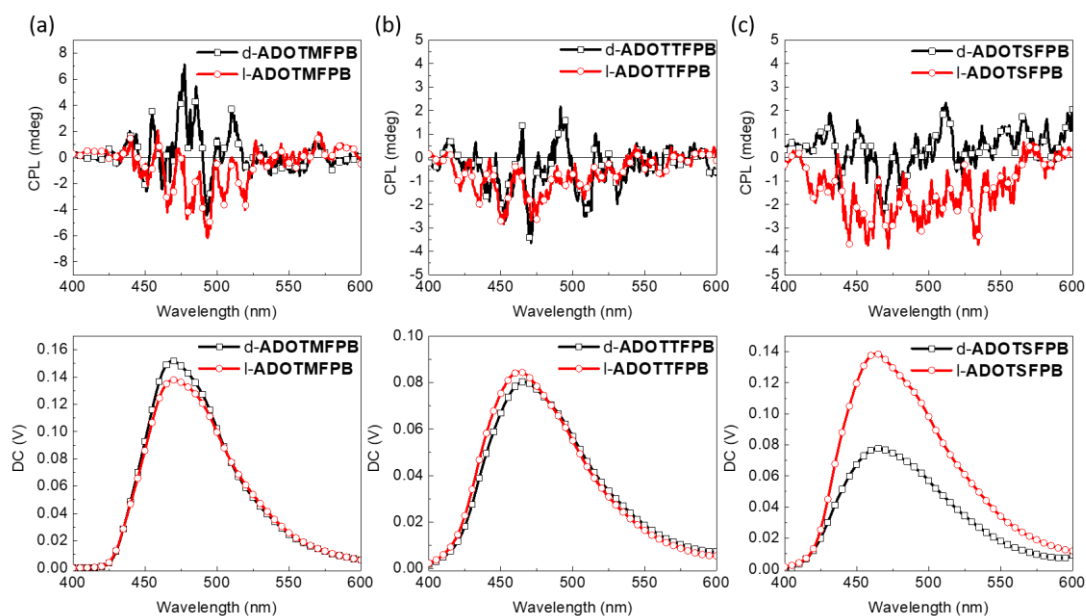 (a)
(b)
(c)
d-ADOTMFPB
l-ADOTMFPB
CPL (mdeg)
8
6
4
2
0
-2
-4
-6
-8
400 450 500 550 600
Wavelength (nm)
d-ADOTTFPB
l-ADOTTFPB
CPL (mdeg)
5
4
3
2
1
0
-1
-2
-3
-4
-5
400 450 500 550 600
Wavelength (nm)
d-ADOTSFPB
l-ADOTSFPB
CPL (mdeg)
5
4
3
2
1
0
-1
-2
-3
-4
-5
400 450 500 550 600
Wavelength (nm)
d-ADOTMFPB
l-ADOTMFPB
DC (V)
0.16
0.14
0.12
0.10
0.08
0.06
0.04
0.02
0.00
400 450 500 550 600
Wavelength (nm)
d-ADOTTFPB
l-ADOTTFPB
DC (V)
0.10
0.08
0.06
0.04
0.02
0.00
400 450 500 550 600
Wavelength (nm)
d-ADOTSFPB
l-ADOTSFPB
DC (V)
0.14
0.12
0.10
0.08
0.06
0.04
0.02
0.00
400 450 500 550 600
Wavelength (nm)